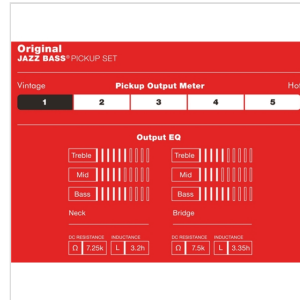 Original
JAZZ BASS® PICKUP SET
Vintage Pickup Output Meter
1 2 3 4 5
Output EQ
Treble Treble
Mid Mid
Bass Bass
Neck Bridge
DC RESISTANCE INDUCTANCE DC RESISTANCE INDUCTANCE
Ω 7.25k L 3.2h Ω 7.5k L 3.35h